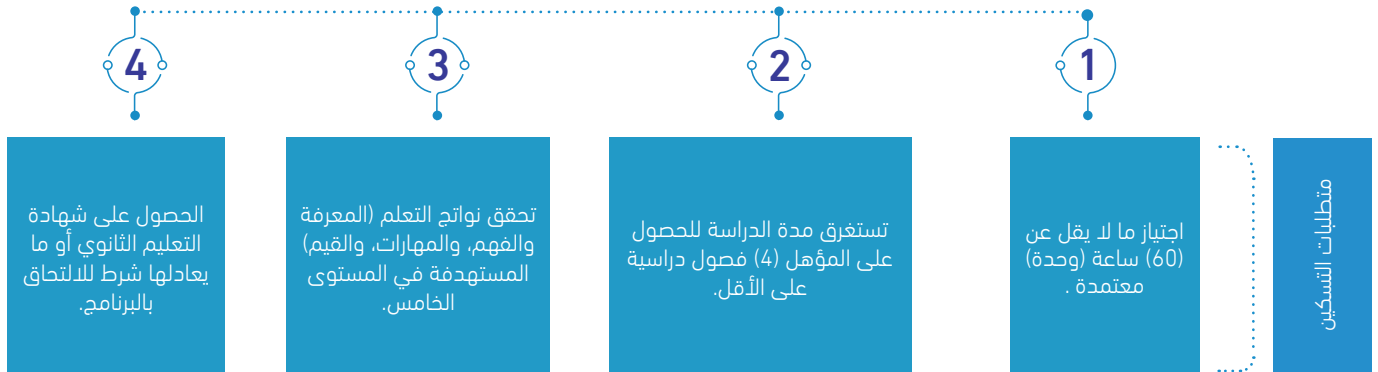 متطلبات التسكين
1
اجتياز ما لا يقل عن
(60) ساعة (وحدة)
معتمدة .
2
تستغرق مدة الدراسة للحصول
على المؤهل (4) فصول دراسية
على الأقل.
3
تحقق نواتج التعلم (المعرفة
والفهم، والمهارات، والقيم)
المستهدفة في المستوى
الخامس.
4
الحصول على شهادة
التعليم الثانوي أو ما
يعادلها شرط للالتحاق
بالبرنامج.